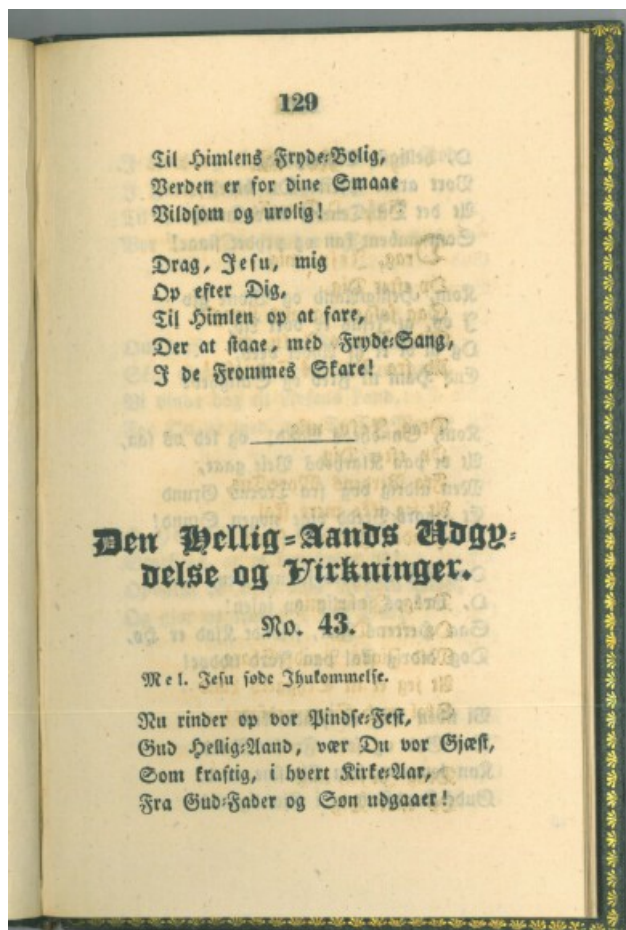 129
Til Himlens Fryde-Bolig,
Verden er for dine Smaae
Vildsom og urolig!
Drag, Jesu, mig
Op efter Dig,
Til Himlen op at fare,
Der at staae, med Fryde-Sang,
I de Frommes Skare!
Den Hellig-Aands Udgy-
delse og Virkninger.
No. 43.
Mel. Jesu søde Ihukommelse.
Nu rinder op vor Pindse-Fest,
Gud Hellig-Aand, vær Du vor Gjæst,
Som kraftig, i hvert Kirke-Aar,
Fra Gud-Fader og Søn udgaaer!